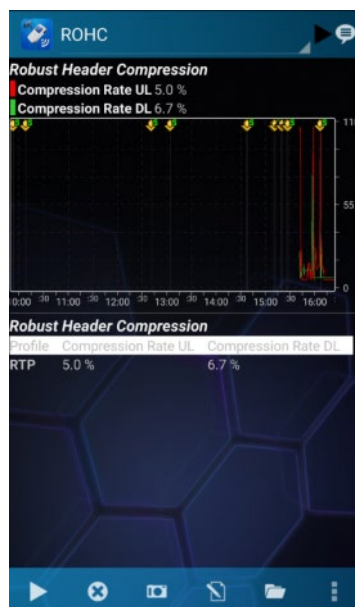 ROHC
Robust Header Compression
Compression Rate UL 5.0 %
Compression Rate DL 6.7 %
110
55
0
10:00 :30 11:00 :30 12:00 :30 13:00 :30 14:00 :30 15:00 :30 16:00
Robust Header Compression
Profile Compression Rate UL Compression Rate DL
RTP 5.0 % 6.7 %